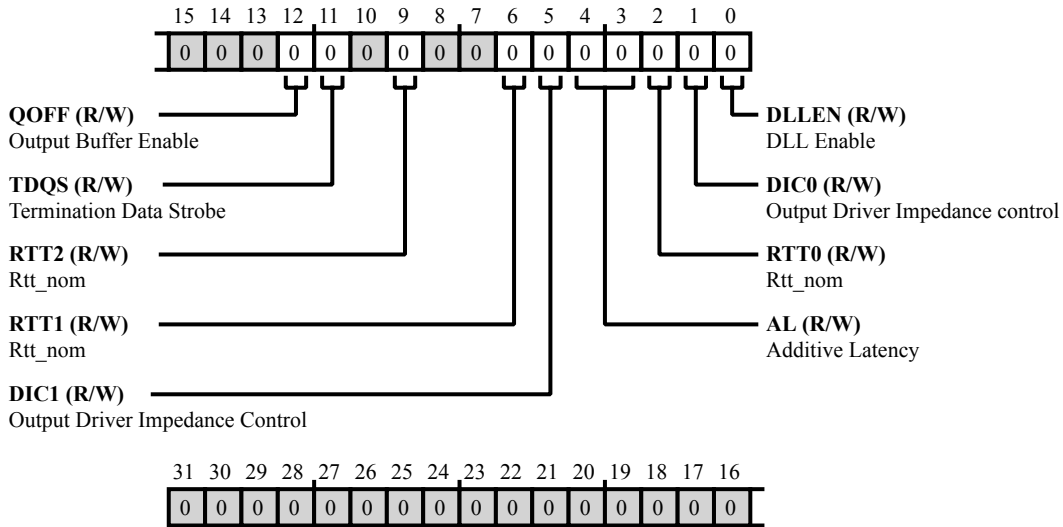 15 14 13 12 11 10 9 8 7 6 5 4 3 2 1 0
0 0 0 0 0 0 0 0 0 0 0 0 0 0 0 0
QOFF (R/W)
Output Buffer Enable
TDQS (R/W)
Termination Data Strobe
RTT2 (R/W)
Rtt_nom
RTT1 (R/W)
Rtt_nom
DIC1 (R/W)
Output Driver Impedance Control
DLLEN (R/W)
DLL Enable
DIC0 (R/W)
Output Driver Impedance control
RTT0 (R/W)
Rtt_nom
AL (R/W)
Additive Latency
31 30 29 28 27 26 25 24 23 22 21 20 19 18 17 16
0 0 0 0 0 0 0 0 0 0 0 0 0 0 0 0